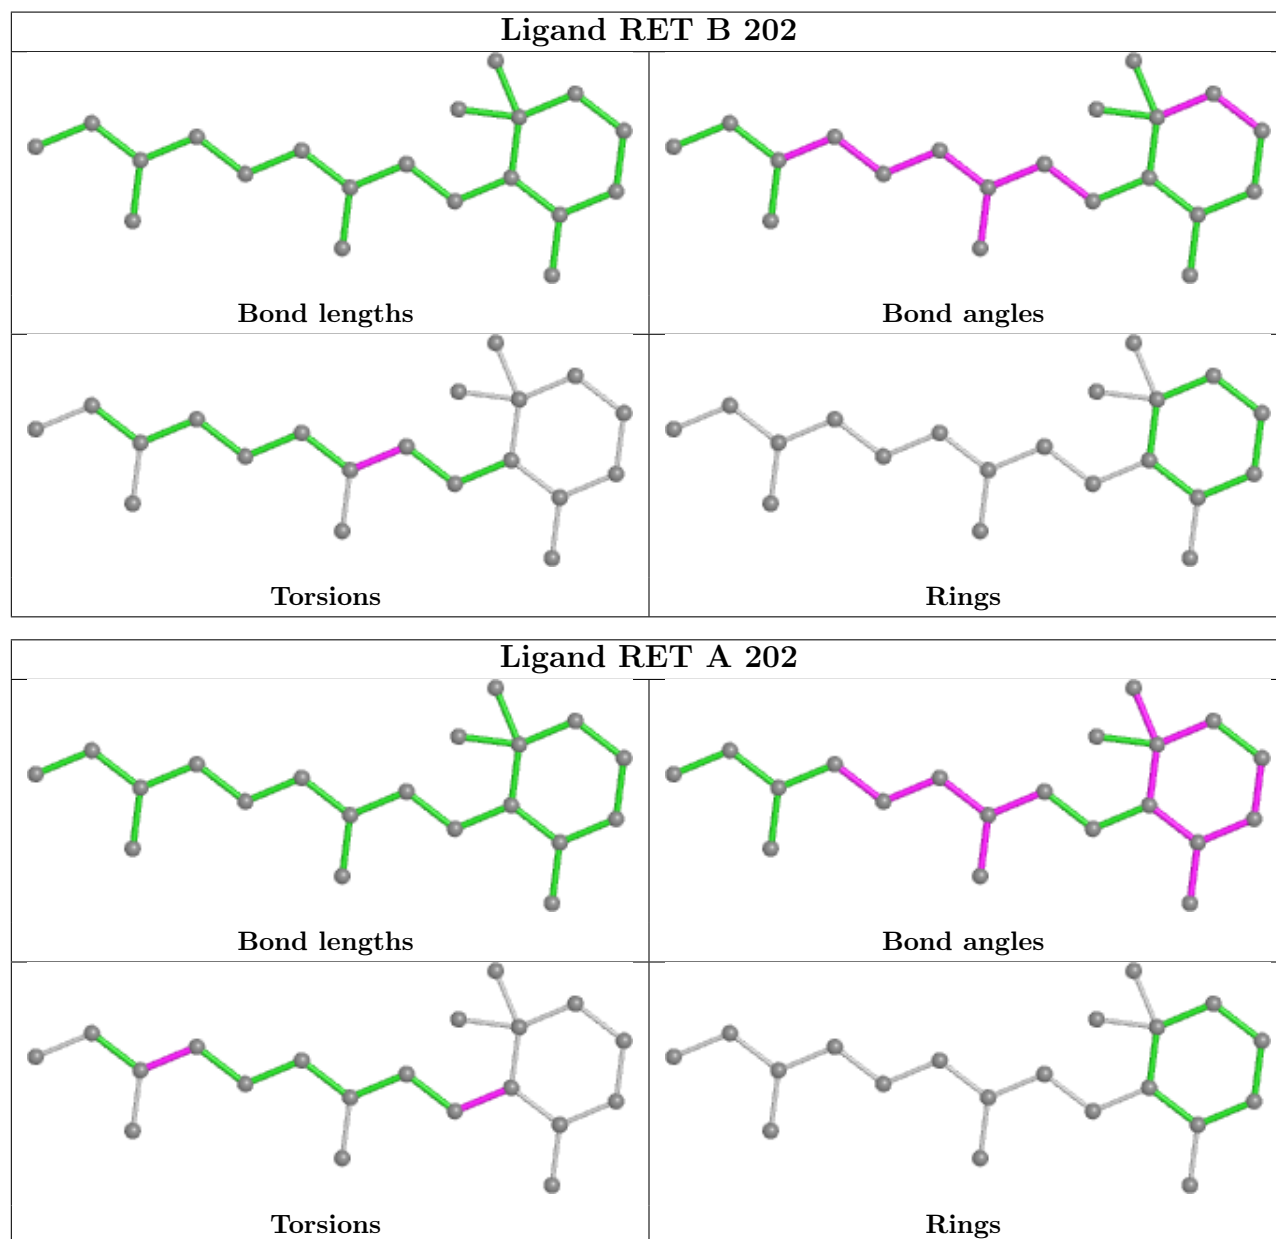 Ligand RET B 202
Bond lengths
Bond angles
Torsions
Rings
Ligand RET A 202
Bond lengths
Bond angles
Torsions
Rings